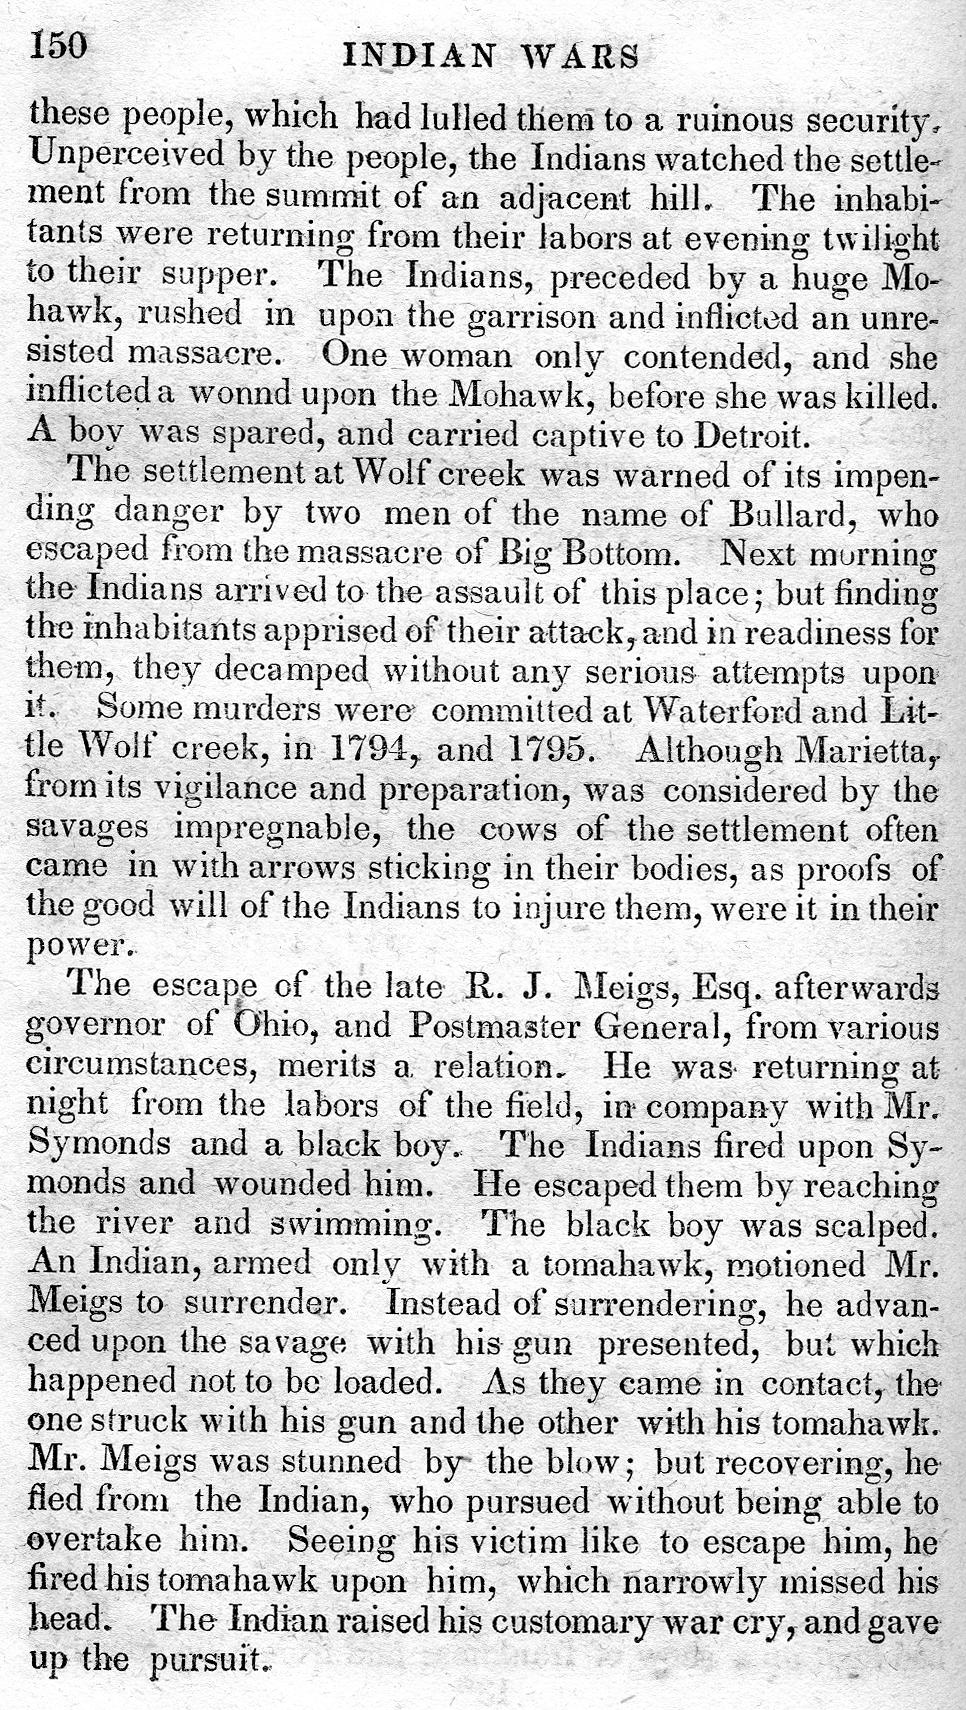 150
INDIAN WARS
these people, which had lulled them to a ruinous security.
Unperceived by the people, the Indians watched the settle-
ment from the summit of an adjacent hill. The inhabi-
tants were returning from their labors at evening twilight
to their supper. The Indians, preceded by a huge Mo-
hawk, rushed in upon the garrison and inflicted an unre-
sisted massacre. One woman only contended, and she
inflicted a wonnd upon the Mohawk, before she was killed.
A boy was spared, and carried captive to Detroit.
The settlement at Wolf creek was warned of its impen-
ding danger by two men of the name of Bullard, who
escaped from the massacre of Big Bottom. Next morning
the Indians arrived to the assault of this place; but finding
the inhabitants apprised of their attack, and in readiness for
them, they decamped without any serious attempts upon
it. Some murders were committed at Waterford and Lit-
tle Wolf creek, in 1794, and 1795. Although Marietta,
from its vigilance and preparation, was considered by the
savages impregnable, the cows of the settlement often
came in with arrows sticking in their bodies, as proofs of
the good will of the Indians to injure them, were it in their
power.
The escape of the late R. J. Meigs, Esq. afterwards
governor of Ohio, and Postmaster General, from various
circumstances, merits a relation. He was returning at
night from the labors of the field, in company with Mr.
Symonds and a black boy. The Indians fired upon Sy-
monds and wounded him. He escaped them by reaching
the river and swimming. The black boy was scalped.
An Indian, armed only with a tomahawk, motioned Mr.
Meigs to surrender. Instead of surrendering, he advan-
ced upon the savage with his gun presented, but which
happened not to be loaded. As they came in contact, the
one struck with his gun and the other with his tomahawk.
Mr. Meigs was stunned by the blow; but recovering, he
fled from the Indian, who pursued without being able to
overtake him. Seeing his victim like to escape him, he
fired his tomahawk upon him, which narrowly missed his
head. The Indian raised his customary war cry, and gave
up the pursuit.